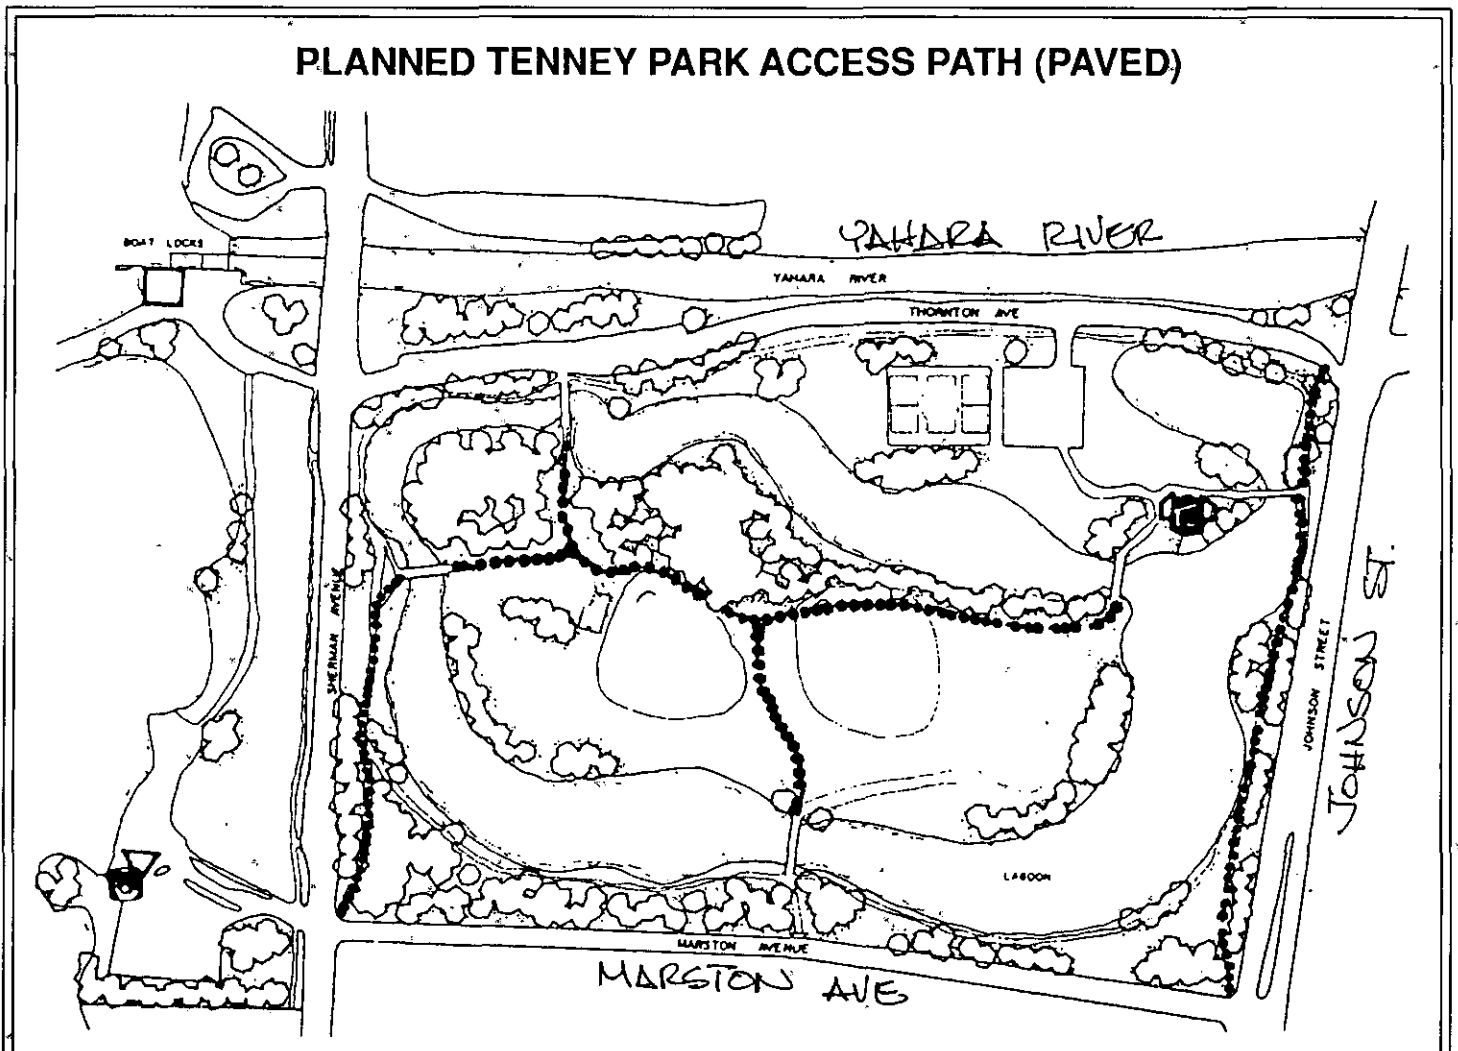 PLANNED TENNEY PARK ACCESS PATH (PAVED)
YAHARA RIVER
BOAT LOCKS
YAHARA RIVER
THORNTON AVE
SHERMAN AVENUE
JOHNSON STREET
JOHNSON ST.
LAGOON
MARSTON AVENUE
MARSTON AVE